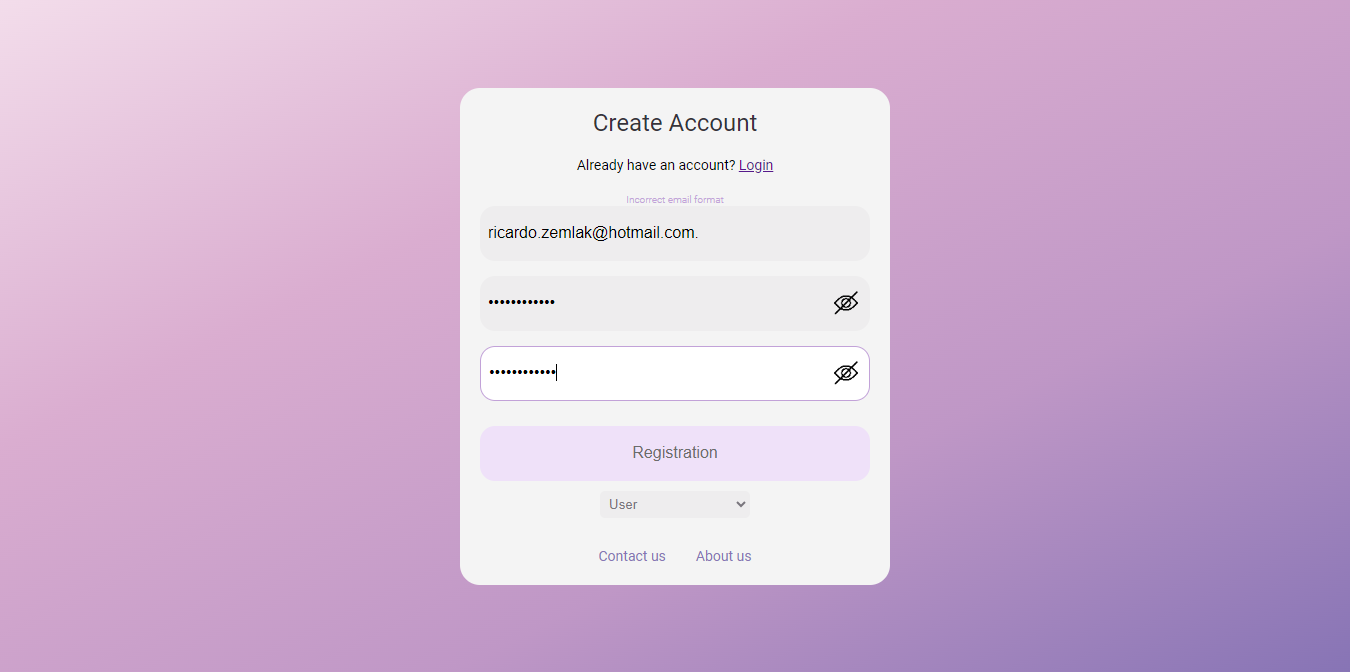 Create Account
Already have an account? Login
Incorrect email format
ricardo.zemlak@hotmail.com.
••••••••••••
••••••••••••
Registration
User
Contact us About us